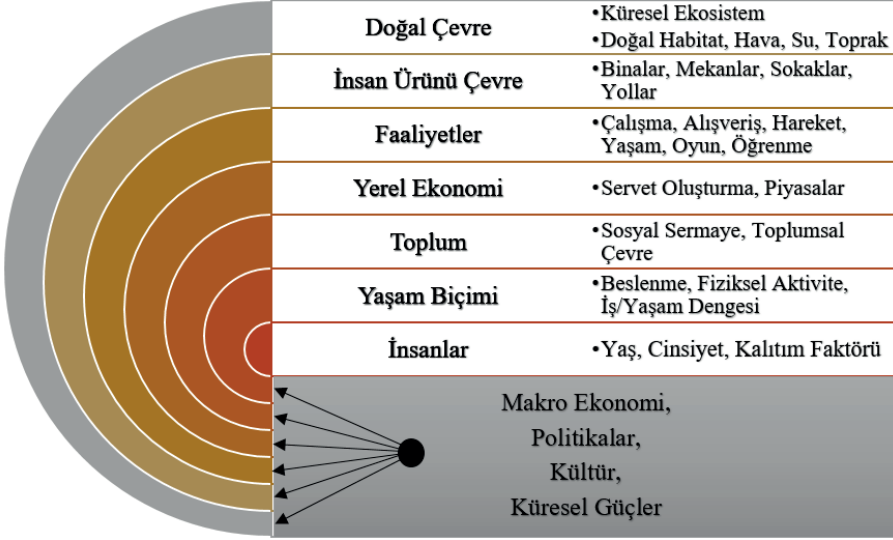 Doğal Çevre
•Küresel Ekosistem
•Doğal Habitat, Hava, Su, Toprak
İnsan Ürünü Çevre
•Binalar, Mekanlar, Sokaklar,
Yollar
Faaliyetler
•Çalışma, Alışveriş, Hareket,
Yaşam, Oyun, Öğrenme
Yerel Ekonomi
•Servet Oluşturma, Piyasalar
Toplum
•Sosyal Sermaye, Toplumsal
Çevre
Yaşam Biçimi
•Beslenme, Fiziksel Aktivite,
İş/Yaşam Dengesi
İnsanlar
•Yaş, Cinsiyet, Kalıtım Faktörü
Makro Ekonomi,
Politikalar,
Kültür,
Küresel Güçler